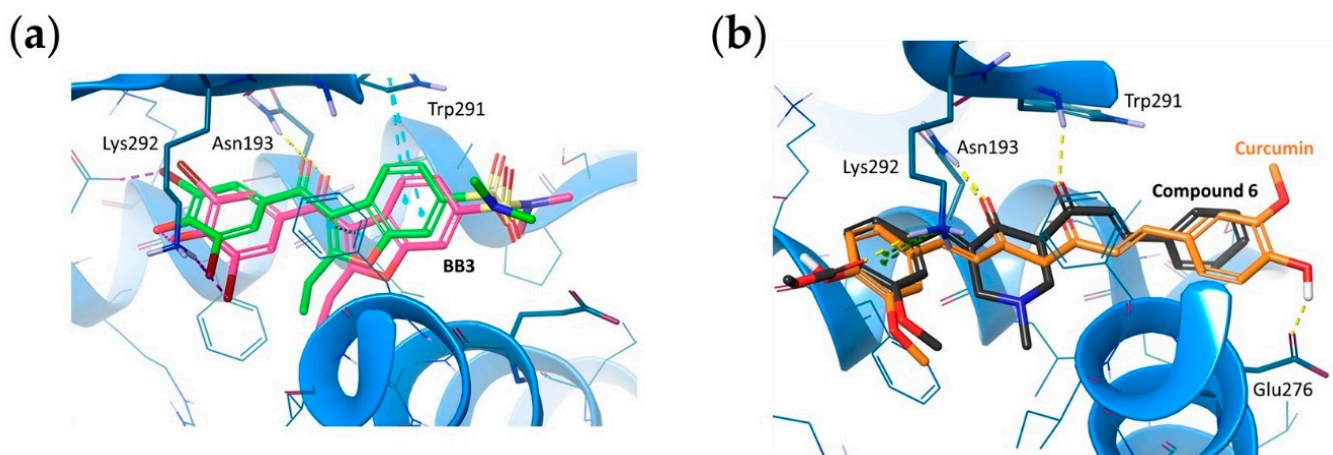 (a)
Lys292
Asn193
Trp291
BB3
(b)
Trp291
Lys292
Asn193
Curcumin
Compound 6
Glu276